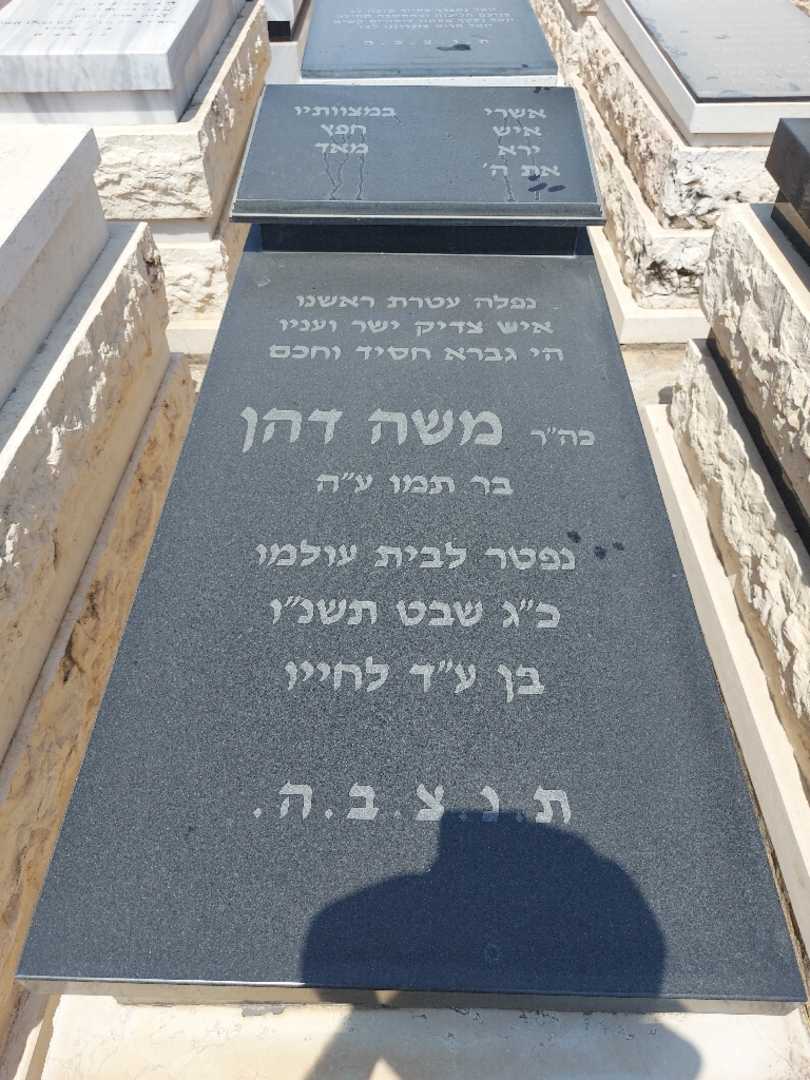 אשרי
איש
ירא
את ה'
במצוותיו
חפץ
מאד
נפלה עטרת ראשנו
איש צדיק ישר ועניו
הי גברא חסיד וחכם
כה"ר משה דהן
בר תמו ע"ה
נפטר לבית עולמו
כ"ג שבט תשנ"ו
בן ע"ד לחייו
ת.נ.צ.ב.ה.